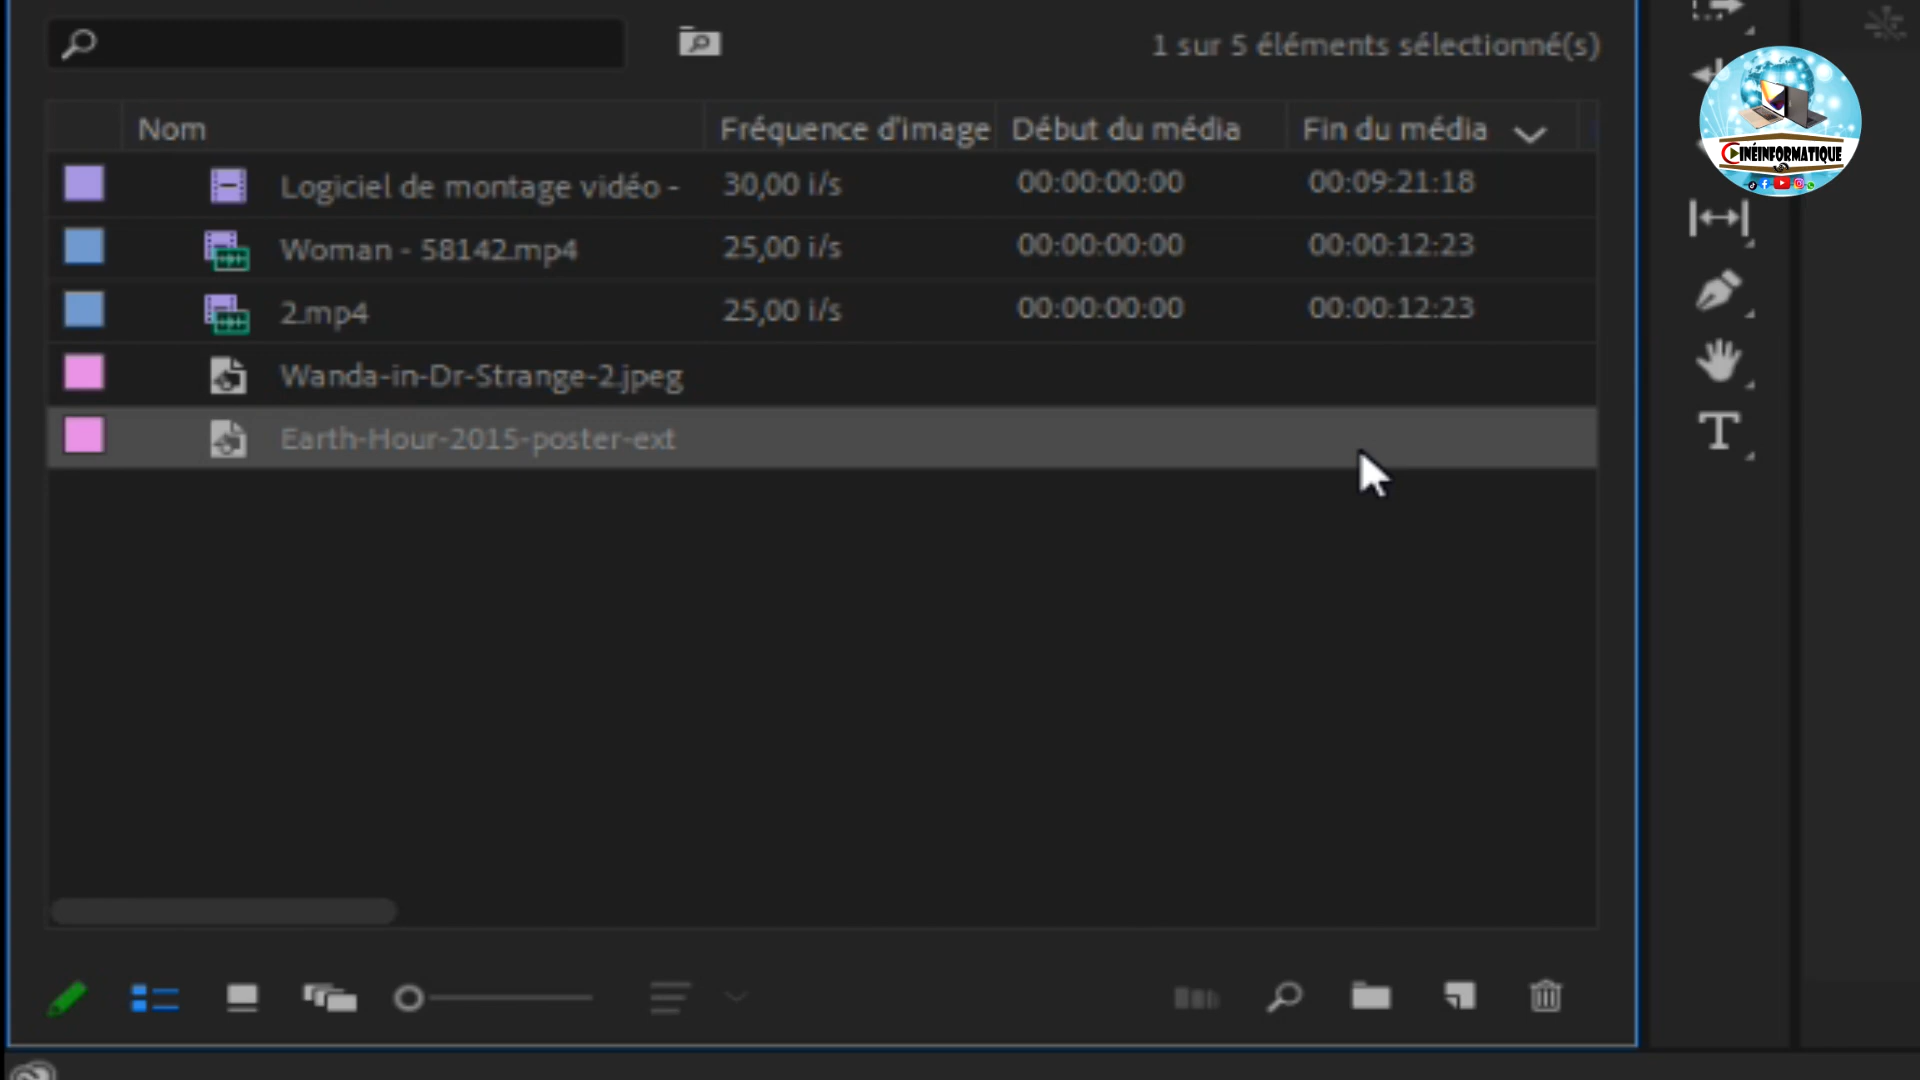 1 sur 5 éléments sélectionné(s)
Nom Fréquence d'image Début du média Fin du média
Logiciel de montage vidéo - 30,00 i/s 00:00:00:00 00:09:21:18
Woman - 58142.mp4 25,00 i/s 00:00:00:00 00:00:12:23
2.mp4 25,00 i/s 00:00:00:00 00:00:12:23
Wanda-in-Dr-Strange-2.jpeg
Earth-Hour-2015-poster-ext
CINÉINFORMATIQUE